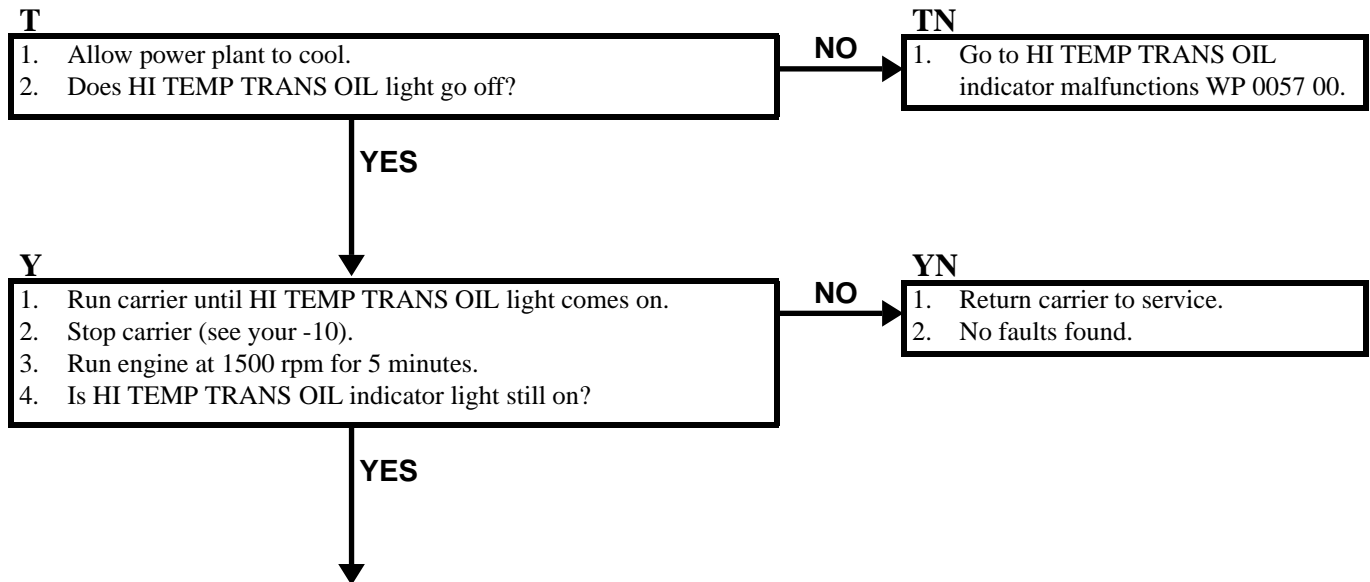 T
1. Allow power plant to cool.
2. Does HI TEMP TRANS OIL light go off?
NO
TN
1. Go to HI TEMP TRANS OIL
indicator malfunctions WP 0057 00.
YES
Y
1. Run carrier until HI TEMP TRANS OIL light comes on.
2. Stop carrier (see your -10).
3. Run engine at 1500 rpm for 5 minutes.
4. Is HI TEMP TRANS OIL indicator light still on?
NO
YN
1. Return carrier to service.
2. No faults found.
YES